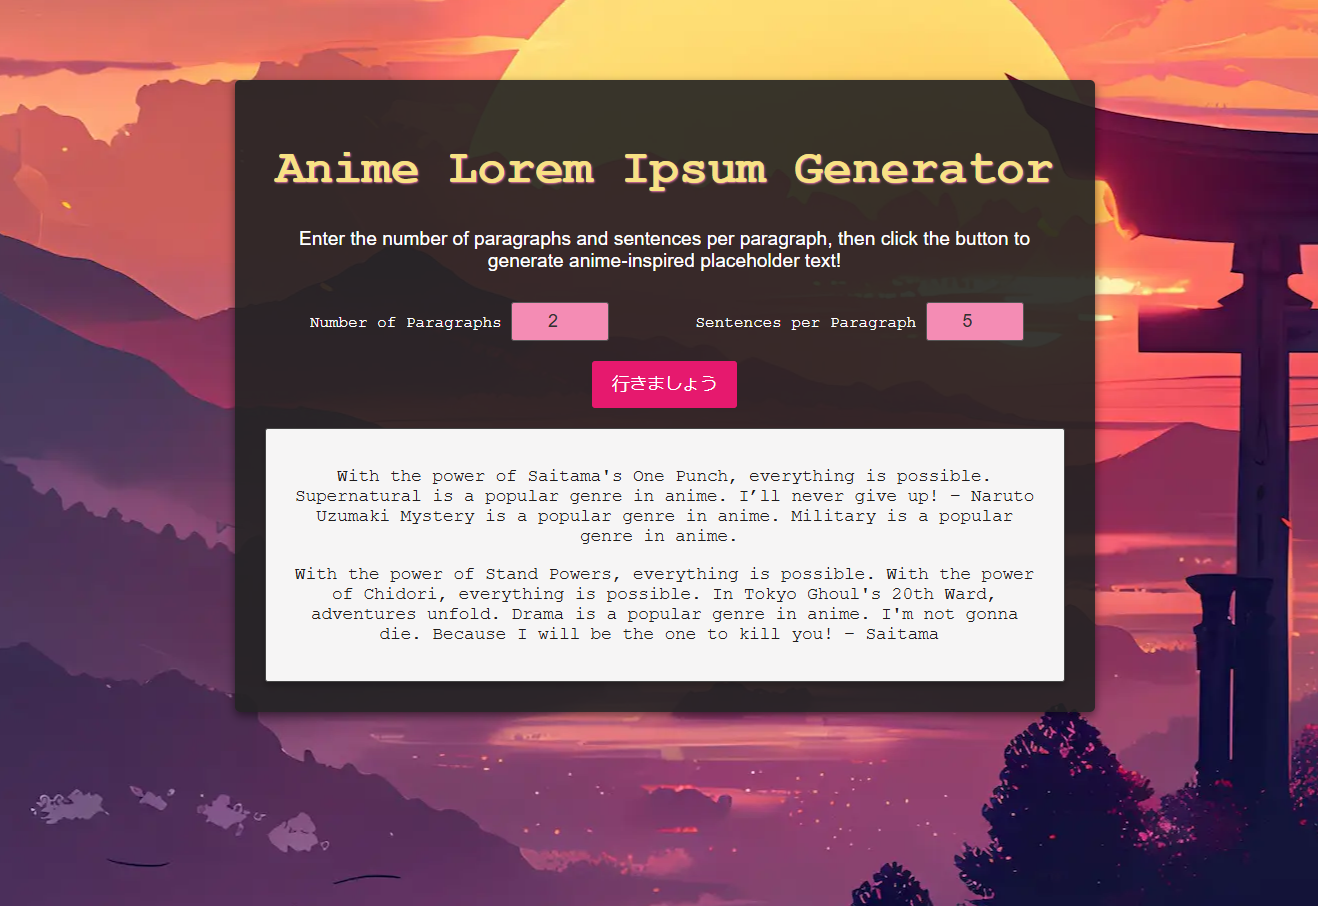 Anime Lorem Ipsum Generator
Enter the number of paragraphs and sentences per paragraph, then click the button to
generate anime-inspired placeholder text!
Number of Paragraphs 2 Sentences per Paragraph 5
行きましょう
With the power of Saitama's One Punch, everything is possible.
Supernatural is a popular genre in anime. I’ll never give up! – Naruto
Uzumaki Mystery is a popular genre in anime. Military is a popular
genre in anime.
With the power of Stand Powers, everything is possible. With the power
of Chidori, everything is possible. In Tokyo Ghoul's 20th Ward,
adventures unfold. Drama is a popular genre in anime. I'm not gonna
die. Because I will be the one to kill you! – Saitama